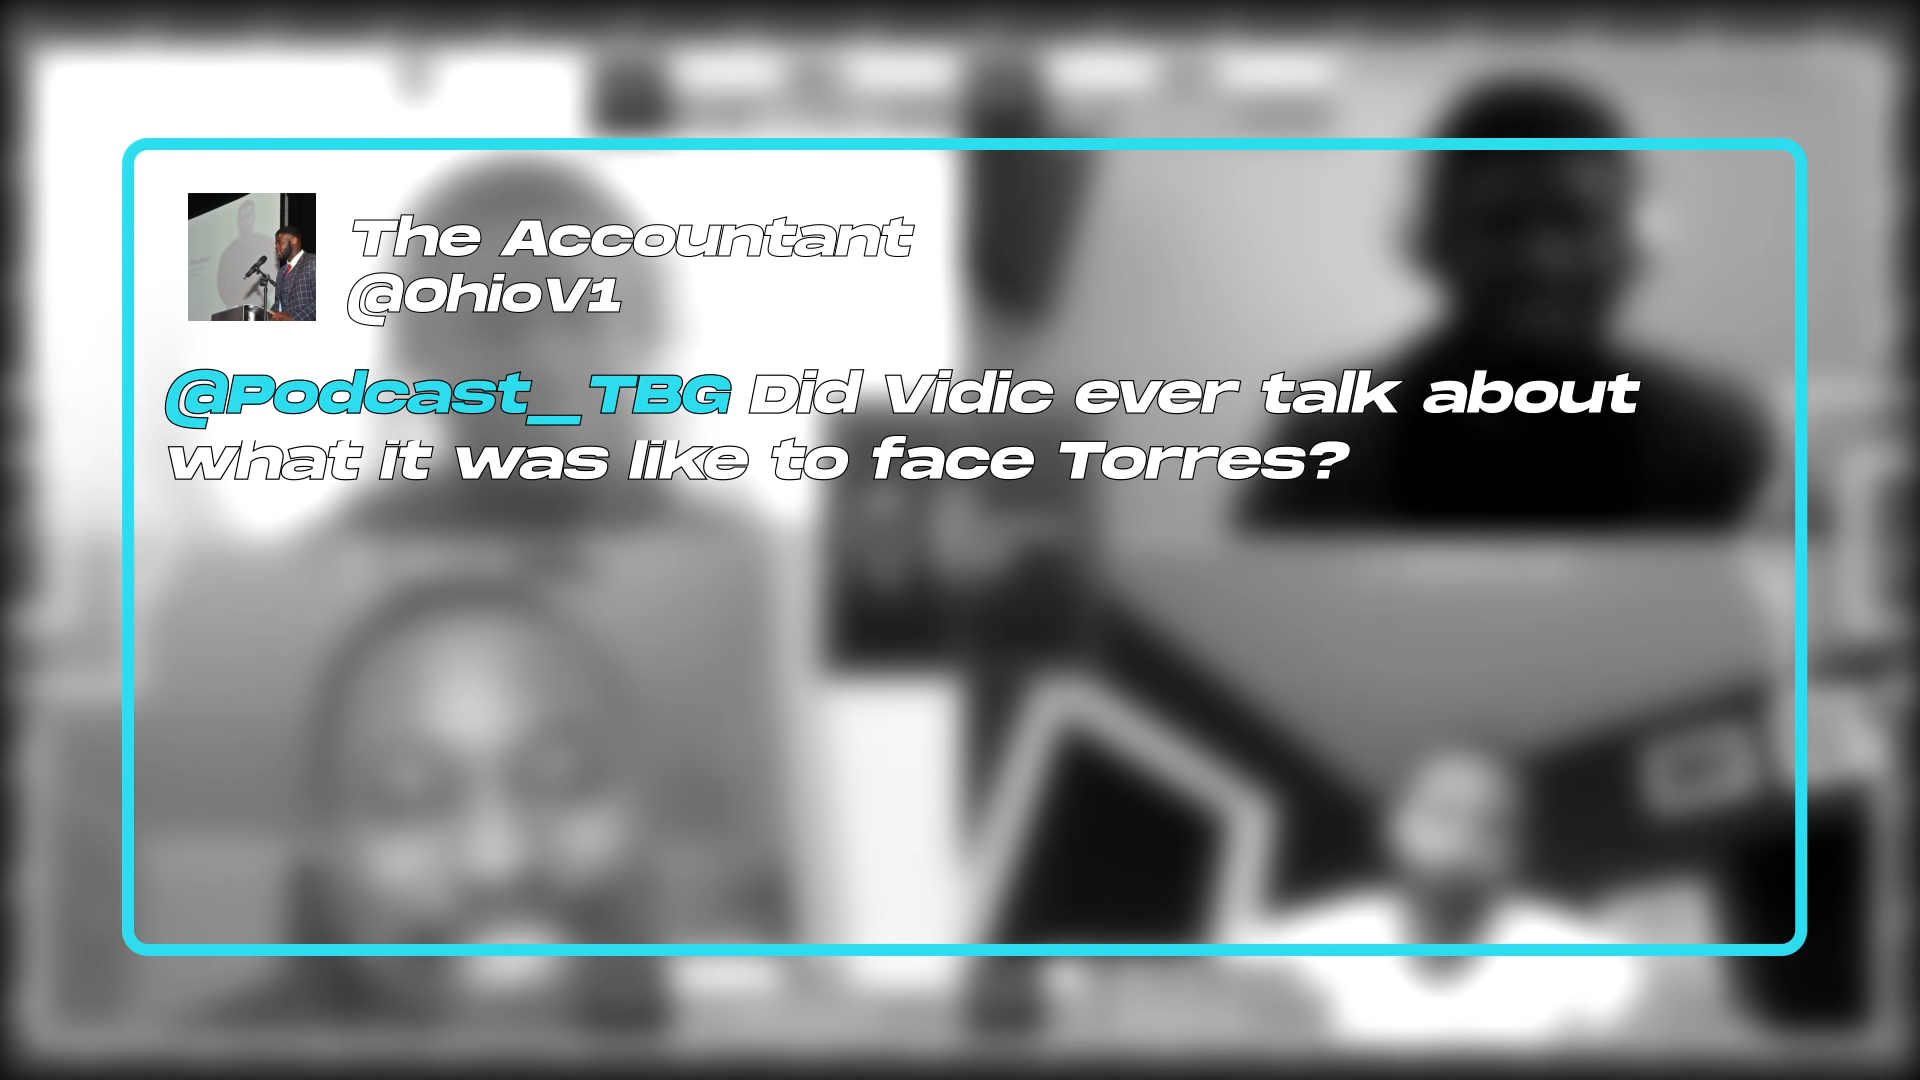 The Accountant
@OhioV1
@Podcast_TBG Did Vidic ever talk about
what it was like to face Torres?